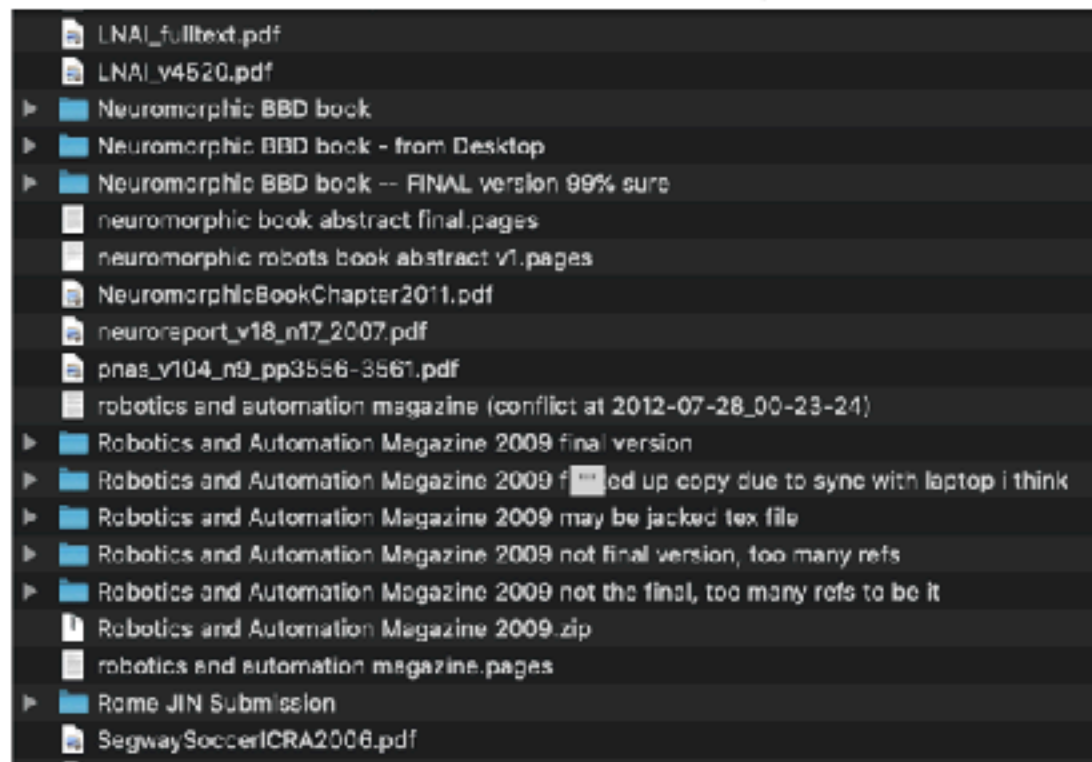 LNAI_fulltext.pdf
LNAI_v4520.pdf
Neuromorphic BBD book
Neuromorphic BBD book - from Desktop
Neuromorphic BBD book -- FINAL version 99% sure
neuromorphic book abstract final.pages
neuromorphic robots book abstract v1.pages
NeuromorphicBookChapter2011.pdf
neuroreport_v18_n17_2007.pdf
pnas_v104_n9_pp3556-3561.pdf
robotics and automation magazine (conflict at 2012-07-28_00-23-24)
Robotics and Automation Magazine 2009 final version
Robotics and Automation Magazine 2009 f***ed up copy due to sync with laptop i think
Robotics and Automation Magazine 2009 may be jacked tex file
Robotics and Automation Magazine 2009 not final version, too many refs
Robotics and Automation Magazine 2009 not the final, too many refs to be it
Robotics and Automation Magazine 2009.zip
robotics and automation magazine.pages
Rome JIN Submission
SegwaySoccerICRA2006.pdf